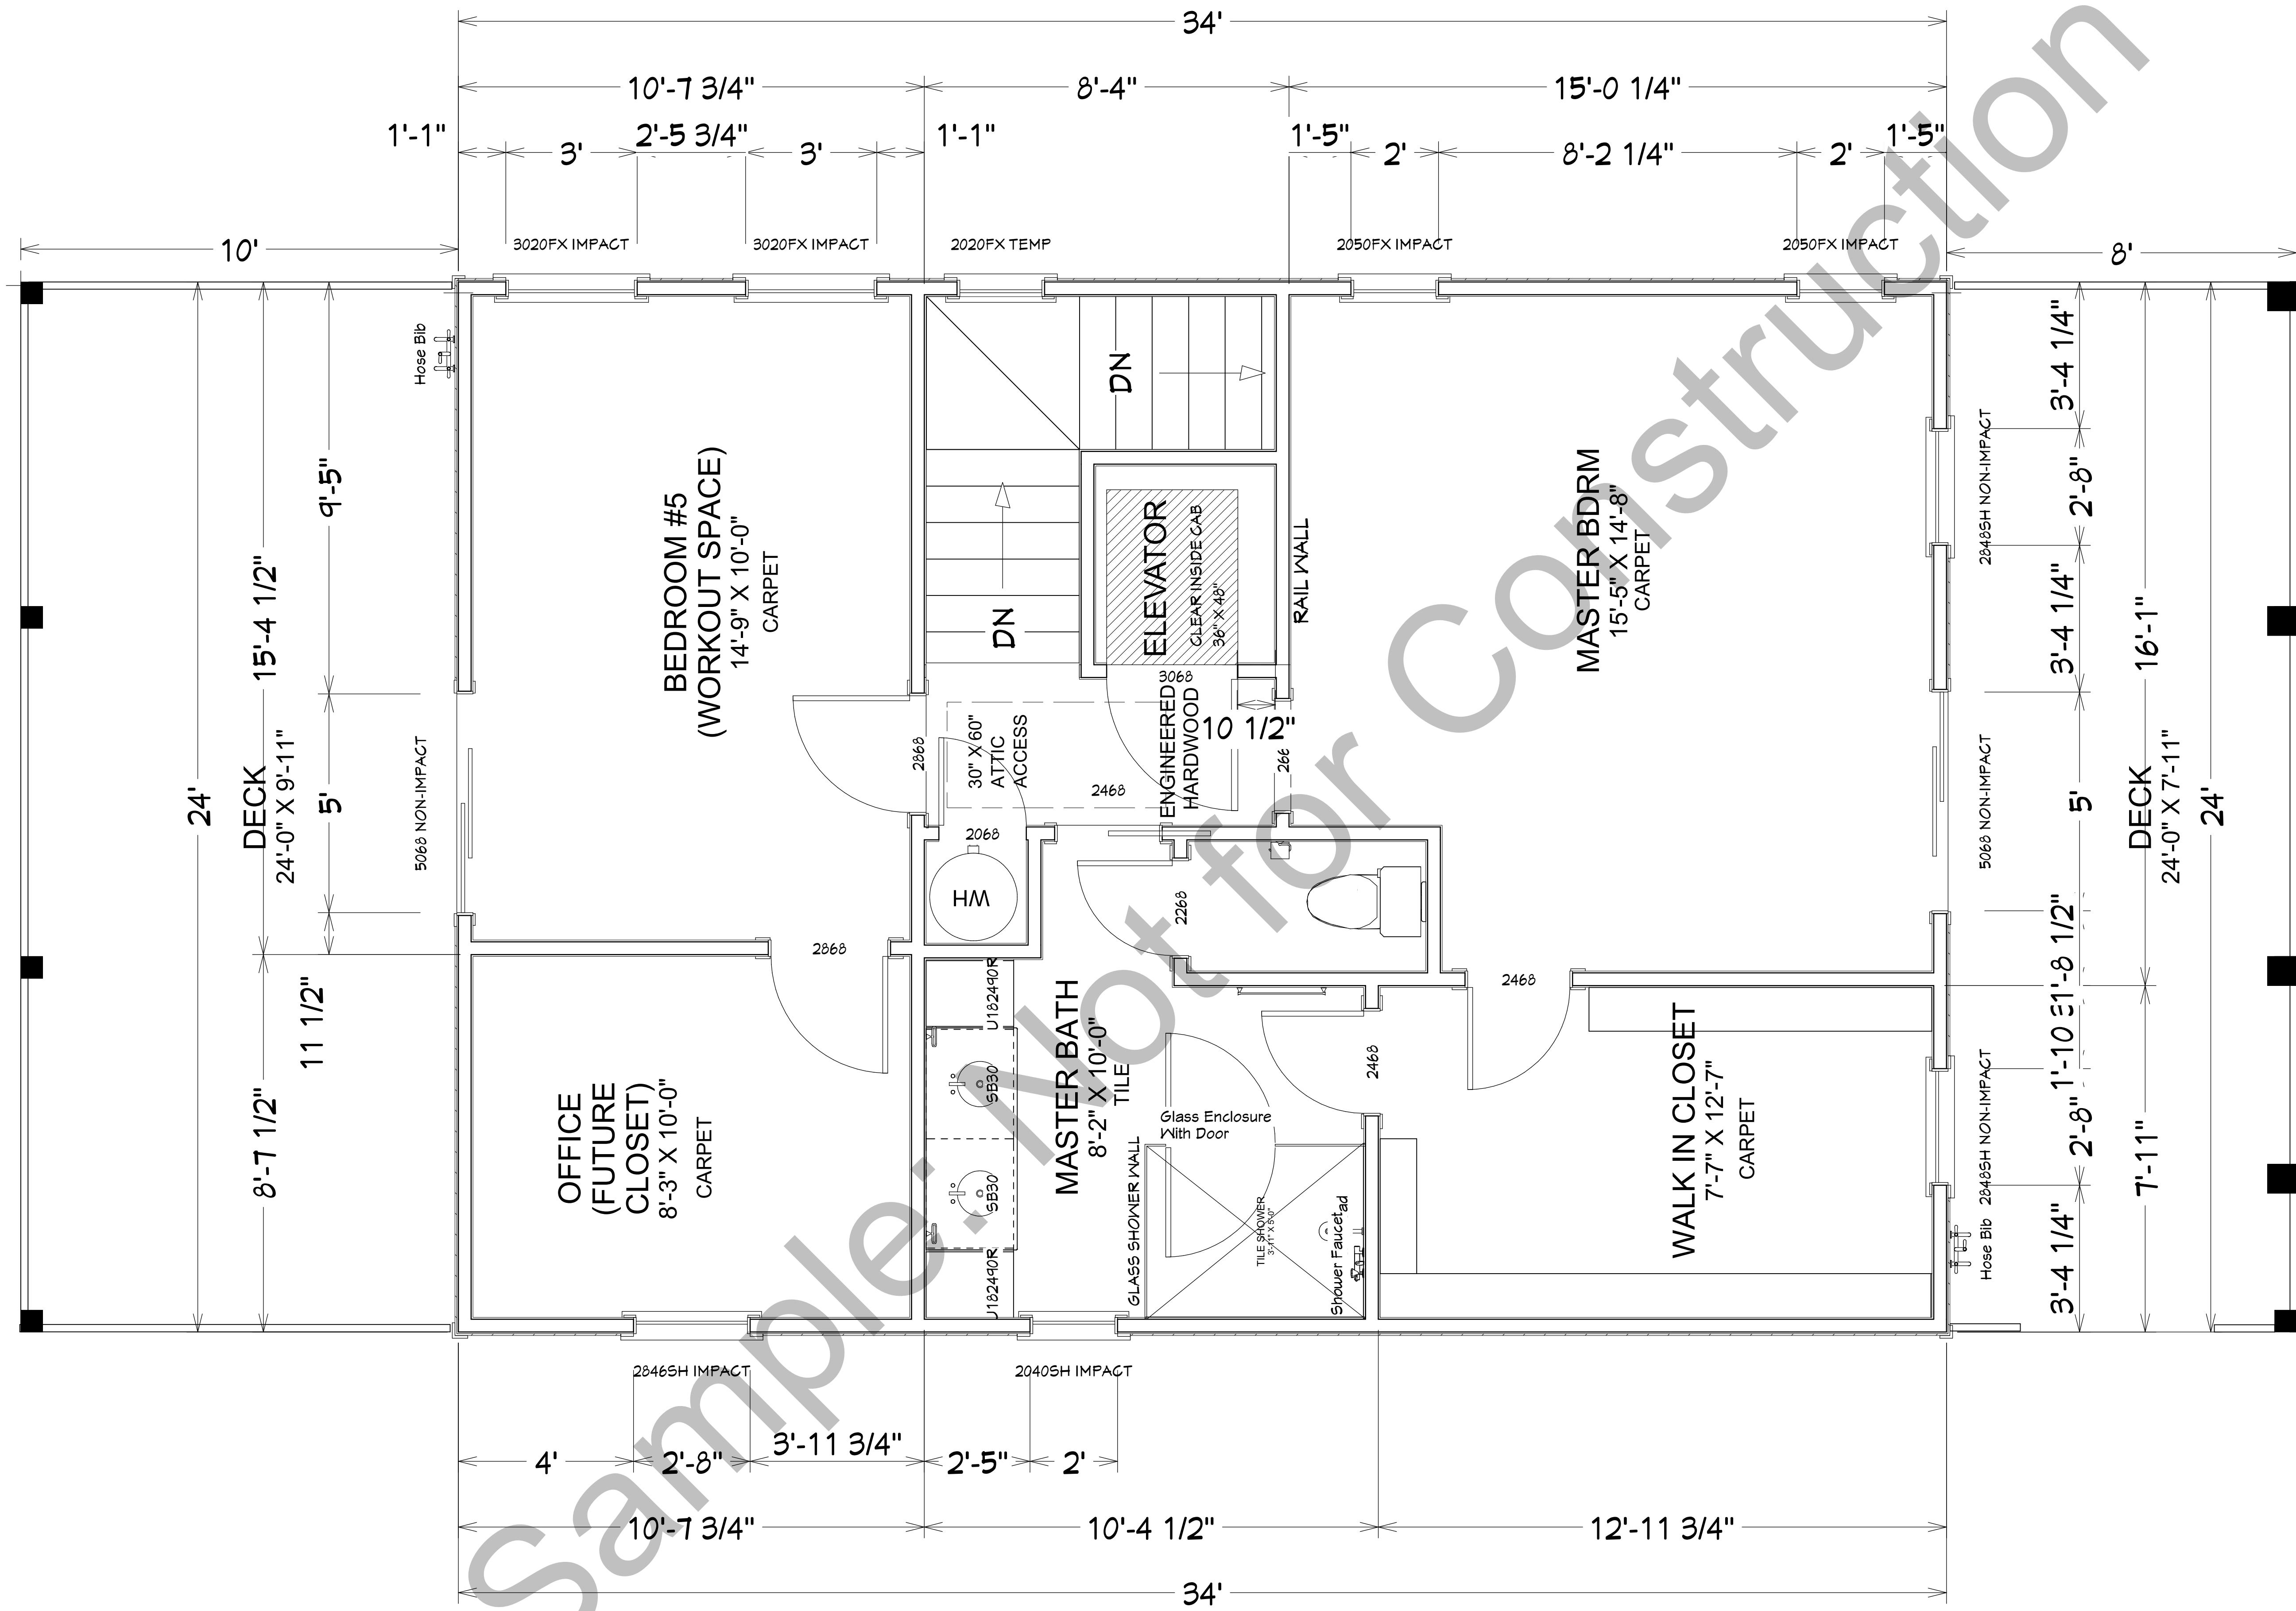 34'
10'-7 3/4"
8'-4"
15'-0 1/4"
1'-1"
3'
2'-5 3/4"
3'
1'-1"
1'-5"
2'
8'-2 1/4"
2'
1'-5"
10'
3020FX IMPACT
3020FX IMPACT
2020FX TEMP
2050FX IMPACT
2050FX IMPACT
8'
Hose Bib
24'
DECK
24'-0" X 9'-11"
15'-4 1/2"
8'-7 1/2"
9'-5"
5'
11 1/2"
5068 NON-IMPACT
BEDROOM #5
(WORKOUT SPACE)
14'-9" X 10'-0"
CARPET
2868
2868
OFFICE
(FUTURE
CLOSET)
8'-3" X 10'-0"
CARPET
DN
DN
ELEVATOR
CLEAR INSIDE CAB
36" X 48"
RAIL WALL
3068
ENGINEERED
HARDWOOD
10 1/2"
30" X 60"
ATTIC
ACCESS
2468
2068
WH
2268
U182490R
SB30
SB30
U182490R
MASTER BATH
8'-2" X 10'-0"
TILE
GLASS SHOWER WALL
Glass Enclosure
With Door
TILE SHOWER
3'-11" X 5'-0"
Shower Faucet
2468
2468
MASTER BDRM
15'-5" X 14'-8"
CARPET
WALK IN CLOSET
7'-7" X 12'-7"
CARPET
2848SH NON-IMPACT
5068 NON-IMPACT
2848SH NON-IMPACT
Hose Bib
3'-4 1/4"
2'-8"
3'-4 1/4"
5'
1'-8 1/2"
2'-8"
3'-4 1/4"
16'-1"
7'-11"
DECK
24'-0" X 7'-11"
24'
2846SH IMPACT
2040SH IMPACT
4'
2'-8"
3'-11 3/4"
2'-5"
2'
10'-7 3/4"
10'-4 1/2"
12'-11 3/4"
34'
Sample: Not for Construction